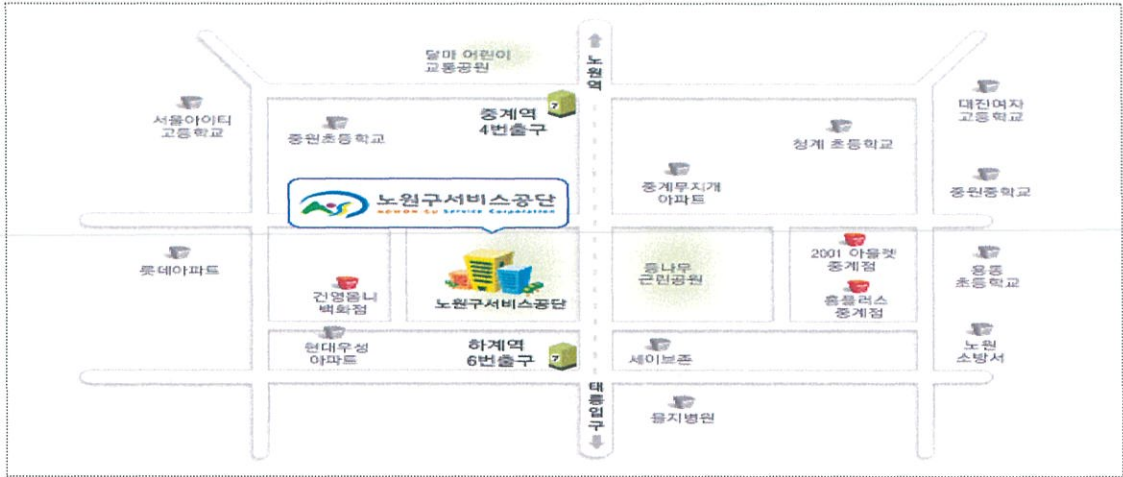 달마 어린이
교통공원
노원역
서울아이티
고등학교
중원초등학교
중계역
4번출구
7
청계 초등학교
대진여자
고등학교
중계무지개
아파트
중원중학교
노원구서비스공단
NOWON Gu Service Corporation
롯데아파트
건영옴니
백화점
노원구서비스공단
등나무
근린공원
2001 아울렛
중계점
홈플러스
중계점
용동
초등학교
현대우성
아파트
하계역
6번출구
7
세이브존
노원
소방서
태릉입구
을지병원